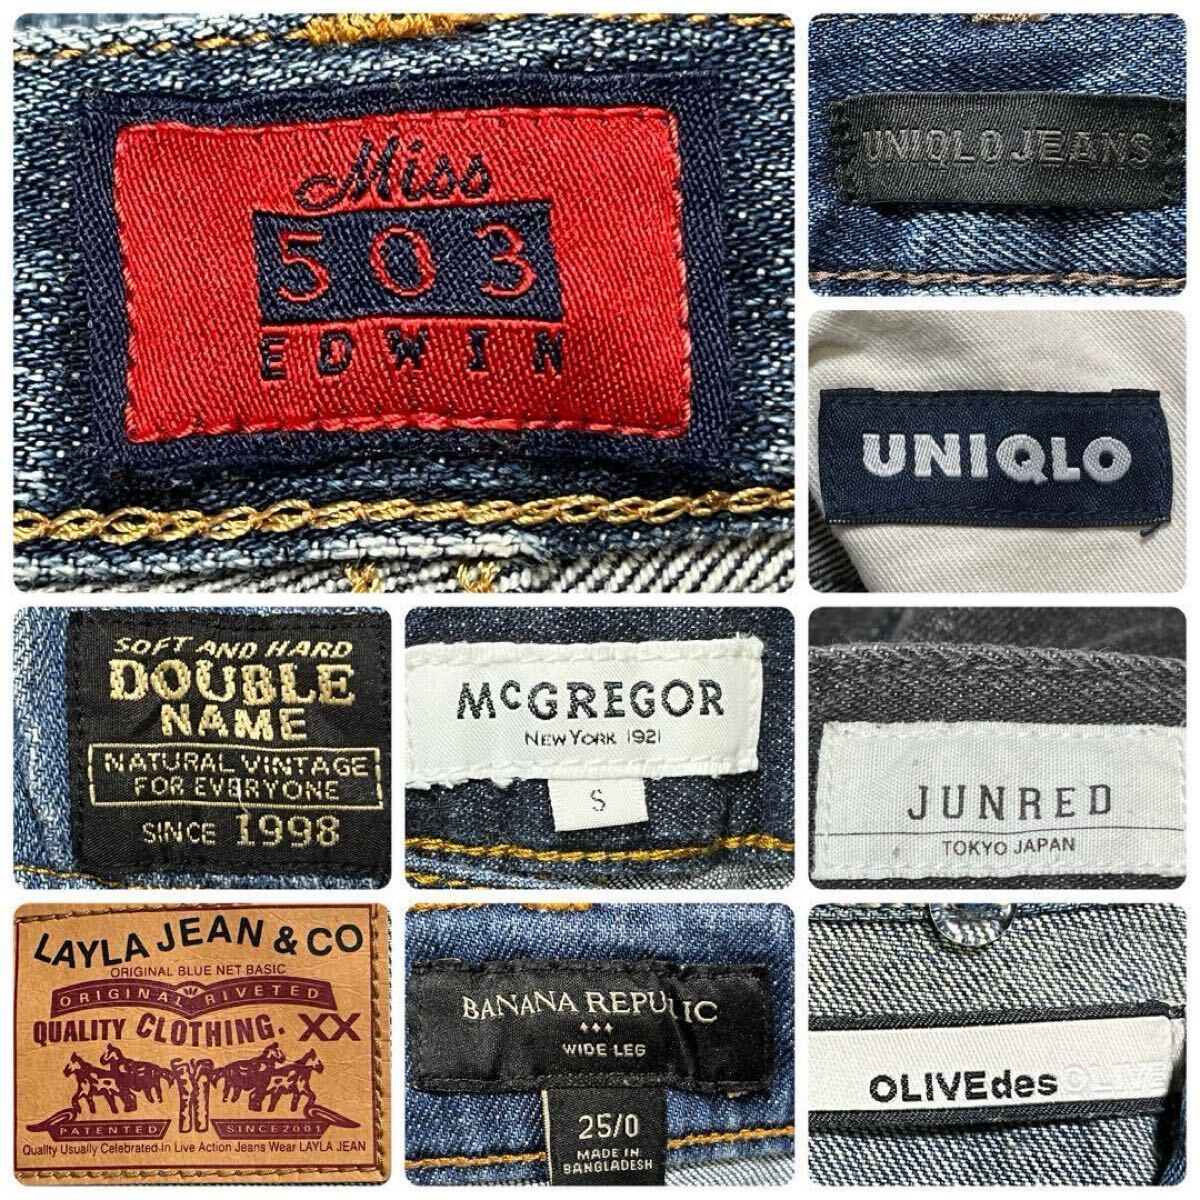 Miss
503
EDWIN
UNIQLO JEANS
UNIQLO
SOFT AND HARD
DOUBLE
NAME
NATURAL VINTAGE
FOR EVERYONE
SINCE 1998
McGREGOR
NEW YORK 1921
S
JUNRED
TOKYO JAPAN
LAYLA JEAN & CO
ORIGINAL BLUE NET BASIC
ORIGINAL RIVETED
QUALITY CLOTHING. XX
PATENTED SINCE 2001
Quality Usually Celebrated in Live Action Jeans Wear LAYLA JEAN
BANANA REPUBLIC
WIDE LEG
25/0
MADE IN
BANGLADESH
OLIVEdesOLIVE